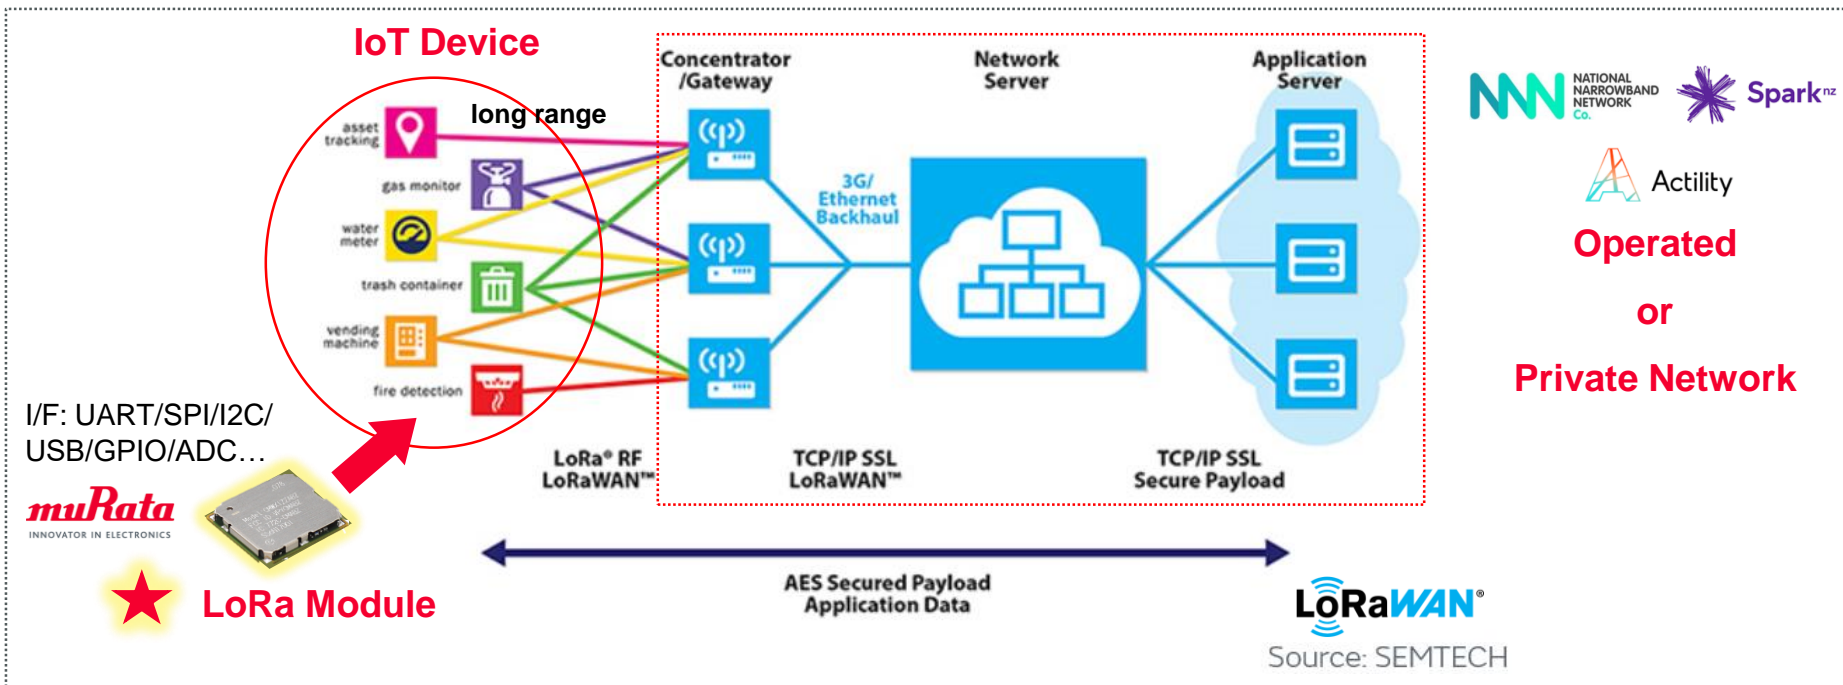 IoT Device
Concentrator
/Gateway
Network
Server
Application
Server
long range
asset
tracking
gas monitor
water
meter
trash container
vending
machine
fire detection
3G/
Ethernet
Backhaul
NNN
NATIONAL
NARROWBAND
NETWORK
Co.
Spark nz
Actility
Operated
or
Private Network
I/F: UART/SPI/I2C/
USB/GPIO/ADC…
muRata
INNOVATOR IN ELECTRONICS
LoRa Module
LoRa® RF
LoRaWAN™
TCP/IP SSL
LoRaWAN™
TCP/IP SSL
Secure Payload
AES Secured Payload
Application Data
LoRaWAN®
Source: SEMTECH